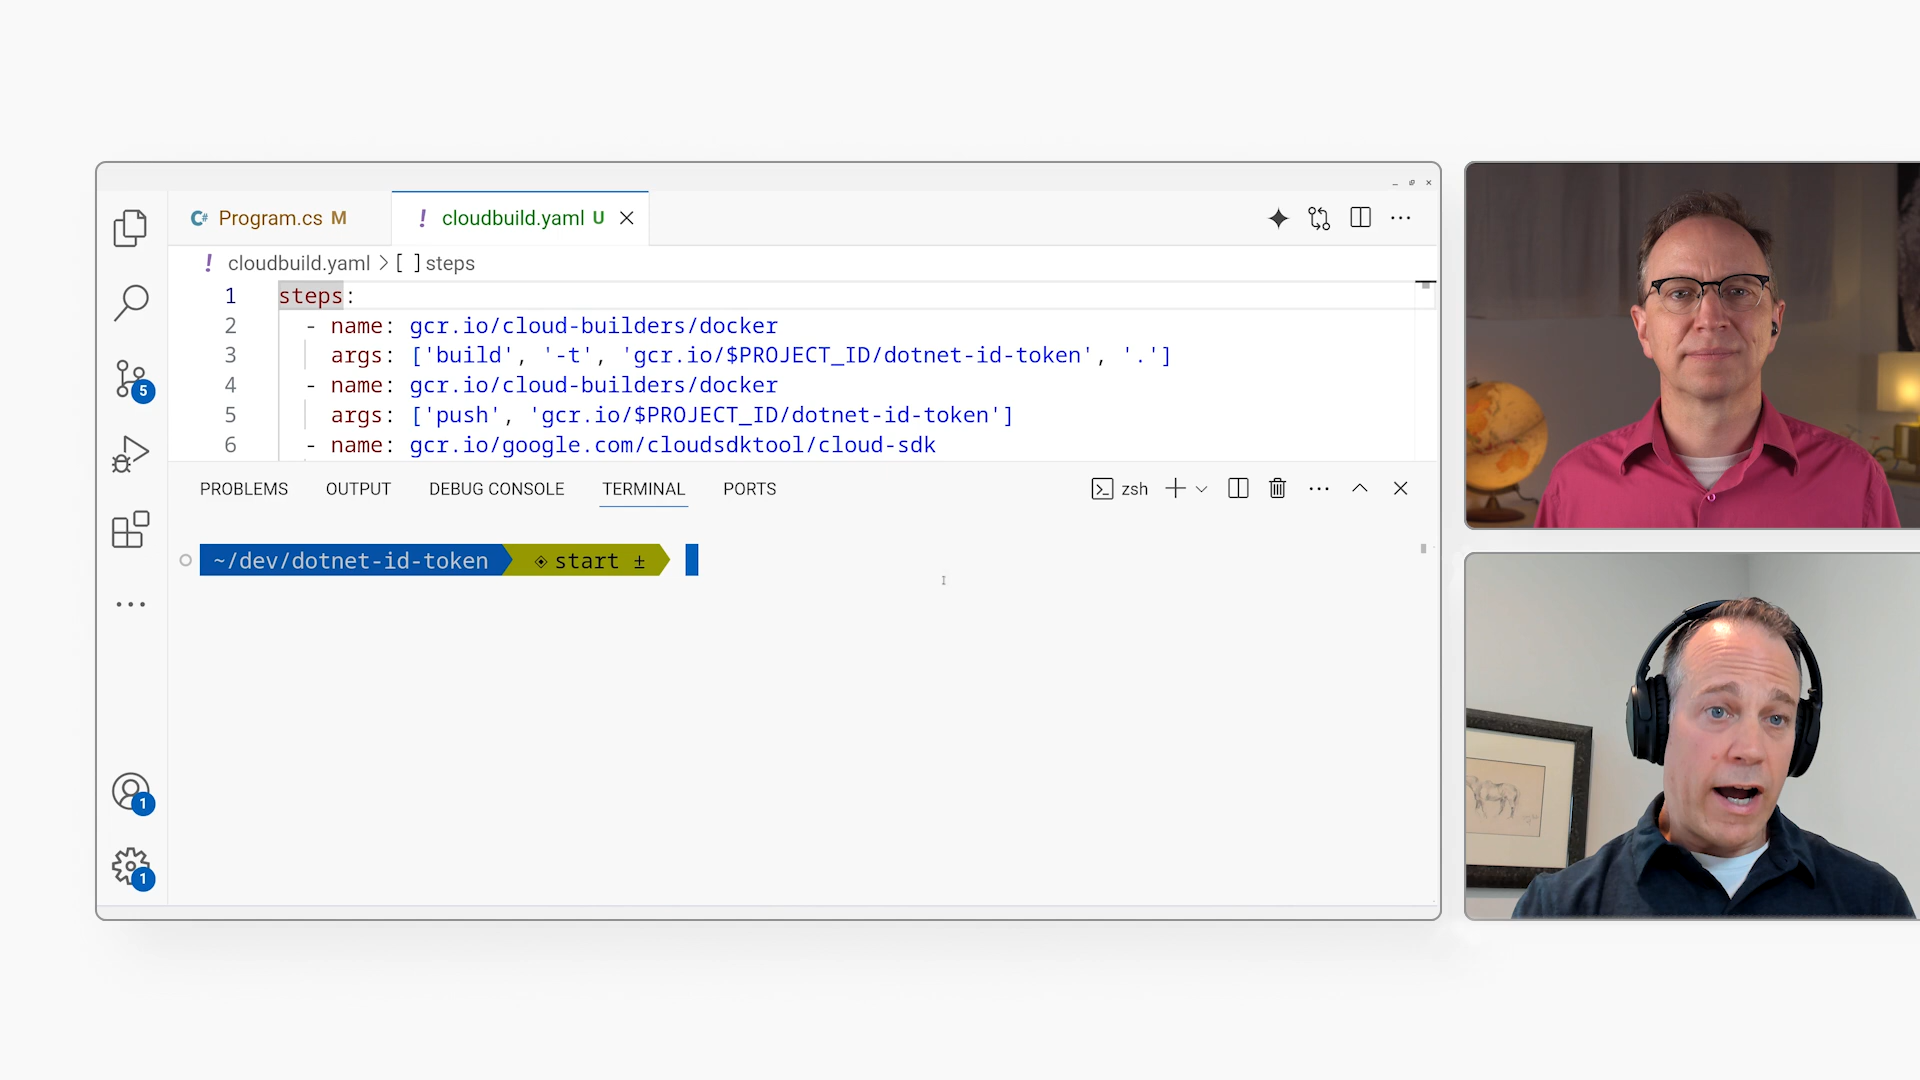 Program.cs M
cloudbuild.yaml U
cloudbuild.yaml > [ ] steps
1 steps:
2 - name: gcr.io/cloud-builders/docker
3 args: ['build', '-t', 'gcr.io/$PROJECT_ID/dotnet-id-token', '.']
4 - name: gcr.io/cloud-builders/docker
5 args: ['push', 'gcr.io/$PROJECT_ID/dotnet-id-token']
6 - name: gcr.io/google.com/cloudsdktool/cloud-sdk
5
PROBLEMS OUTPUT DEBUG CONSOLE TERMINAL PORTS zsh
~/dev/dotnet-id-token start ±
1
1